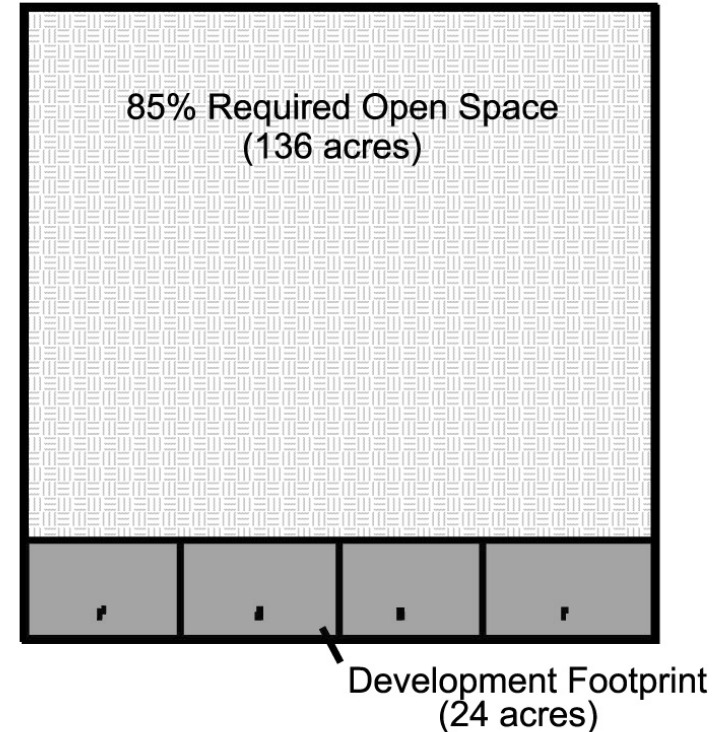 85% Required Open Space
(136 acres)
Development Footprint
(24 acres)